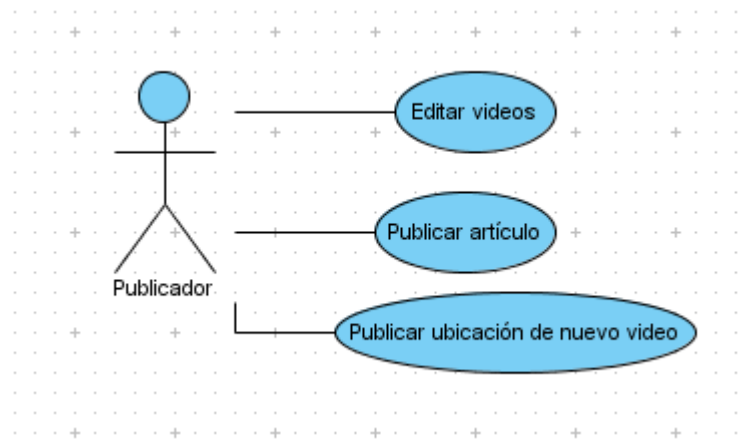 Editar videos
Publicar artículo
Publicador
Publicar ubicación de nuevo video